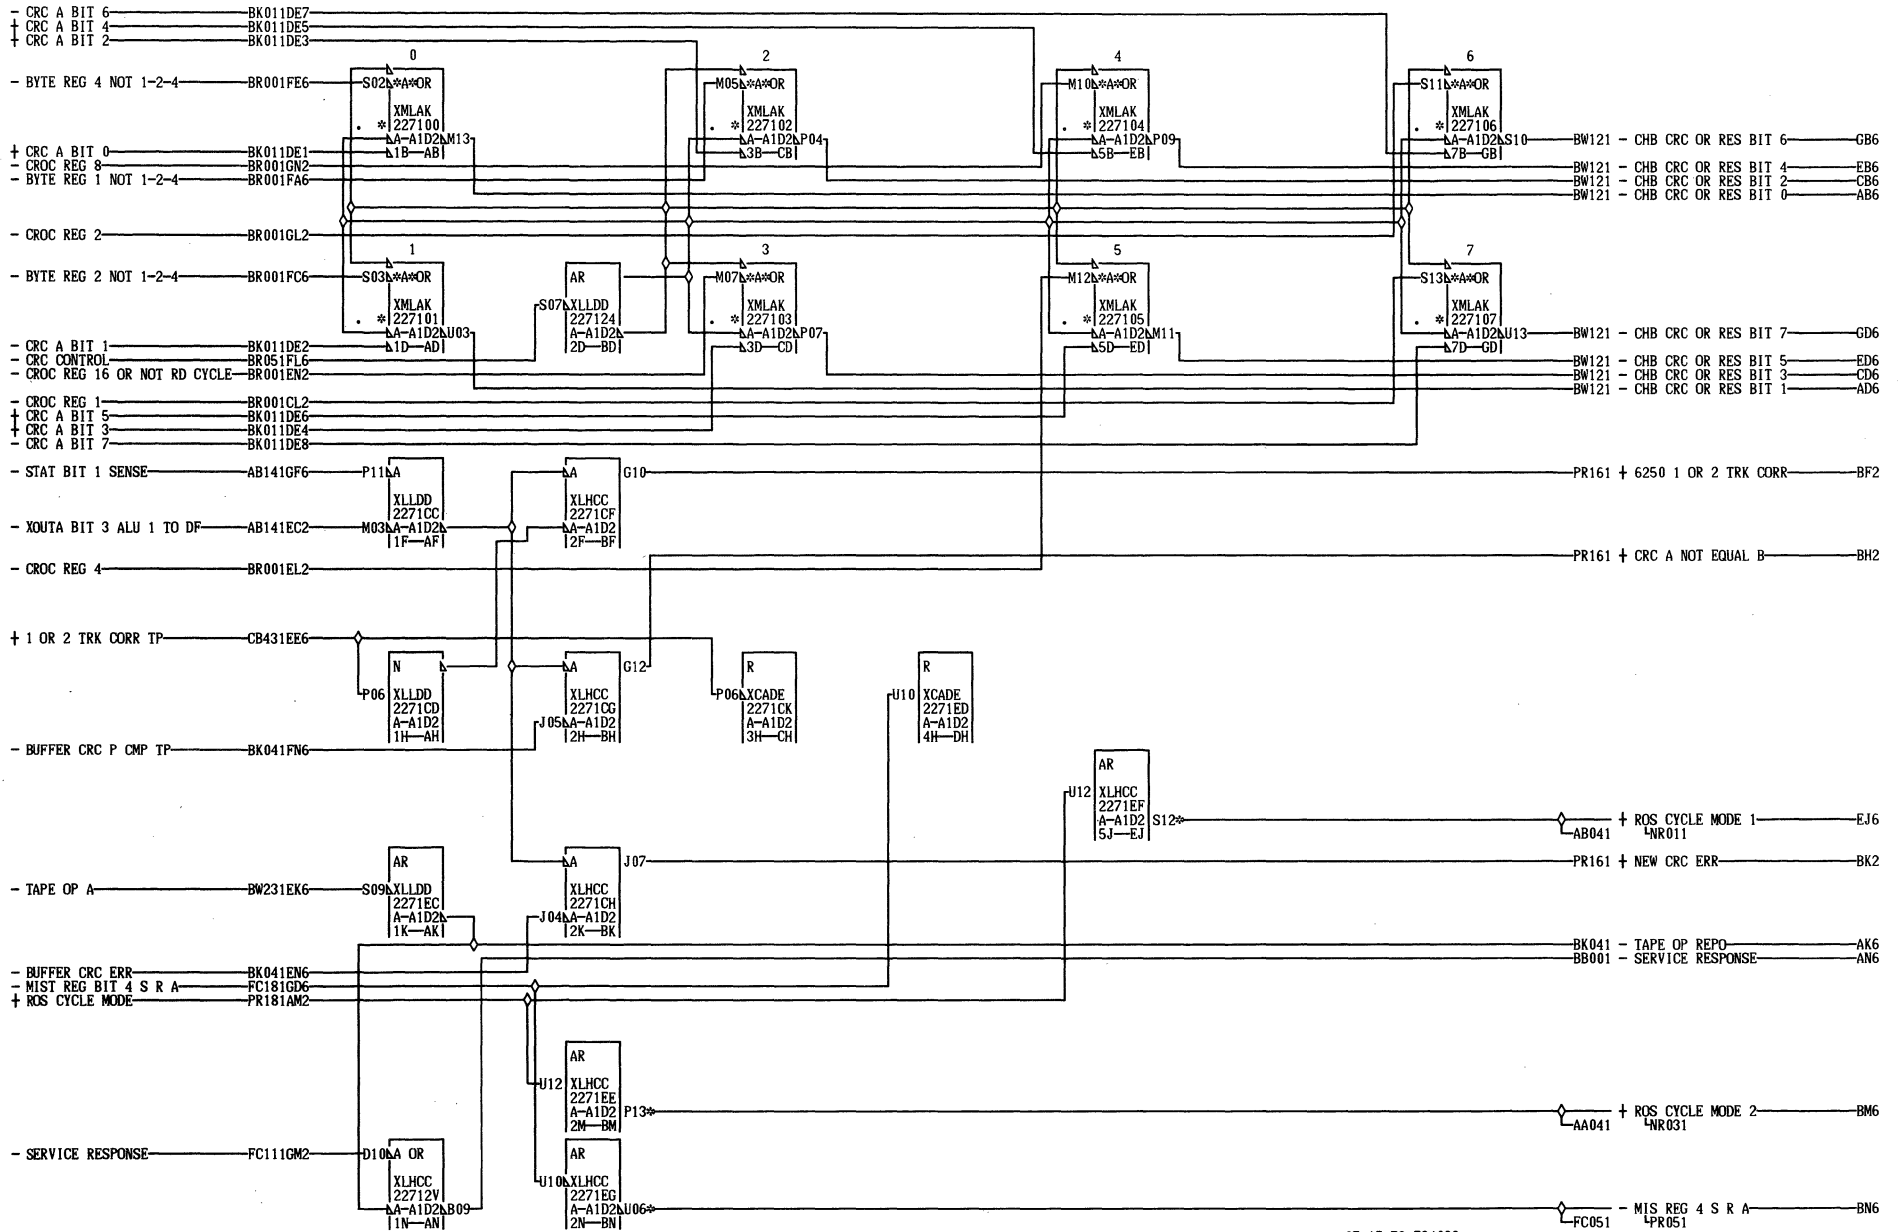 - CRC A BIT 6 BK011DE7
+ CRC A BIT 4 BK011DE5
+ CRC A BIT 2 BK011DE3
0 2 4 6
- BYTE REG 4 NOT 1-2-4 BR001FE6 S02 *A*OR M05 *A*OR M10 *A*OR S11 *A*OR
XMLAK XMLAK XMLAK XMLAK
. * 227100 . * 227102 . * 227104 . * 227106
A-A1D2 M13 A-A1D2 P04 A-A1D2 P09 A-A1D2 S10 BW121 - CHB CRC OR RES BIT 6 GB6
+ CRC A BIT 0 BK011DE1 1B-AB 3B-CB 5B-EB 7B-GB
- CROC REG 8 BR001GN2 BW121 - CHB CRC OR RES BIT 4 EB6
- BYTE REG 1 NOT 1-2-4 BR001FA6 BW121 - CHB CRC OR RES BIT 2 CB6
BW121 - CHB CRC OR RES BIT 0 AB6
- CROC REG 2 BR001GL2
1 3 5 7
- BYTE REG 2 NOT 1-2-4 BR001FC6 S03 *A*OR AR M07 *A*OR M12 *A*OR S13 *A*OR
XMLAK S07 XLLDD XMLAK XMLAK XMLAK
. * 227101 227124 . * 227103 . * 227105 . * 227107
A-A1D2 U03 A-A1D2 A-A1D2 P07 A-A1D2 M11 A-A1D2 U13 BW121 - CHB CRC OR RES BIT 7 GD6
- CRC A BIT 1 BK011DE2 1D-AD 2D-BD 3D-CD 5D-ED 7D-GD
- CRC CONTROL BR051FL6 BW121 - CHB CRC OR RES BIT 5 ED6
- CROC REG 16 OR NOT RD CYCLE BR001EN2 BW121 - CHB CRC OR RES BIT 3 CD6
BW121 - CHB CRC OR RES BIT 1 AD6
- CROC REG 1 BR001CL2
+ CRC A BIT 5 BK011DE6
+ CRC A BIT 3 BK011DE4
- CRC A BIT 7 BK011DE8
- STAT BIT 1 SENSE AB141GF6 P11 A A G10 PR161 + 6250 1 OR 2 TRK CORR BF2
XLLDD XLHCC
2271CC 2271CF
- XOUTA BIT 3 ALU 1 TO DF AB141EC2 M03 A-A1D2 A-A1D2
1F-AF 2F-BF
PR161 + CRC A NOT EQUAL B BH2
- CROC REG 4 BR001EL2
+ 1 OR 2 TRK CORR TP CB431EE6
N A G12 R R
P06 XLLDD XLHCC P06 XCADE U10 XCADE
2271CD 2271CG 2271CK 2271ED
A-A1D2 J05 A-A1D2 A-A1D2 A-A1D2
1H-AH 2H-BH 3H-CH 4H-DH
- BUFFER CRC P CMP TP BK041FN6
AR
U12 XLHCC
2271EF
A-A1D2 S12* + ROS CYCLE MODE 1 EJ6
5J-EJ AB041 NR011
AR A J07 PR161 + NEW CRC ERR BK2
- TAPE OP A BW231EK6 S09 XLLDD XLHCC
2271EC 2271CH
A-A1D2 J04 A-A1D2
1K-AK 2K-BK
BK041 - TAPE OP REPO AK6
BB001 - SERVICE RESPONSE AN6
- BUFFER CRC ERR BK041EN6
- MIST REG BIT 4 S R A FC181GD6
+ ROS CYCLE MODE PR181AM2
AR
U12 XLHCC
2271EE
A-A1D2 P13* + ROS CYCLE MODE 2 BM6
2M-BM AA041 NR031
- SERVICE RESPONSE FC111GM2 D10 A OR AR
XLHCC U10 XLHCC
22712V 2271EG
A-A1D2 B09 A-A1D2 U06* - MIS REG 4 S R A BN6
1N-AN 2N-BN FC051 PR051